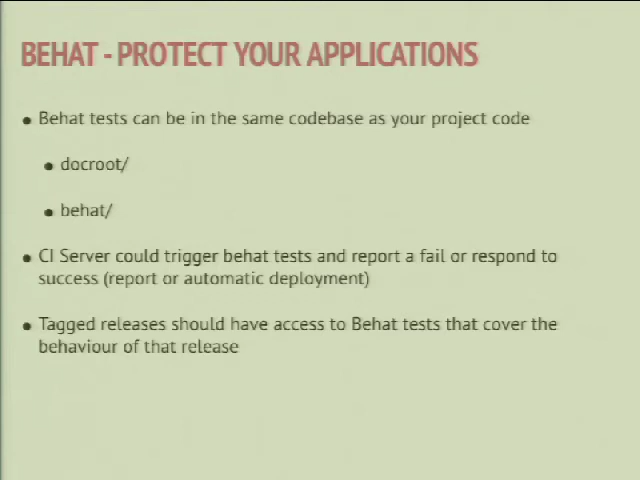 BEHAT - PROTECT YOUR APPLICATIONS
Behat tests can be in the same codebase as your project code
docroot/
behat/
CI Server could trigger behat tests and report a fail or respond to
success (report or automatic deployment)
Tagged releases should have access to Behat tests that cover the
behaviour of that release